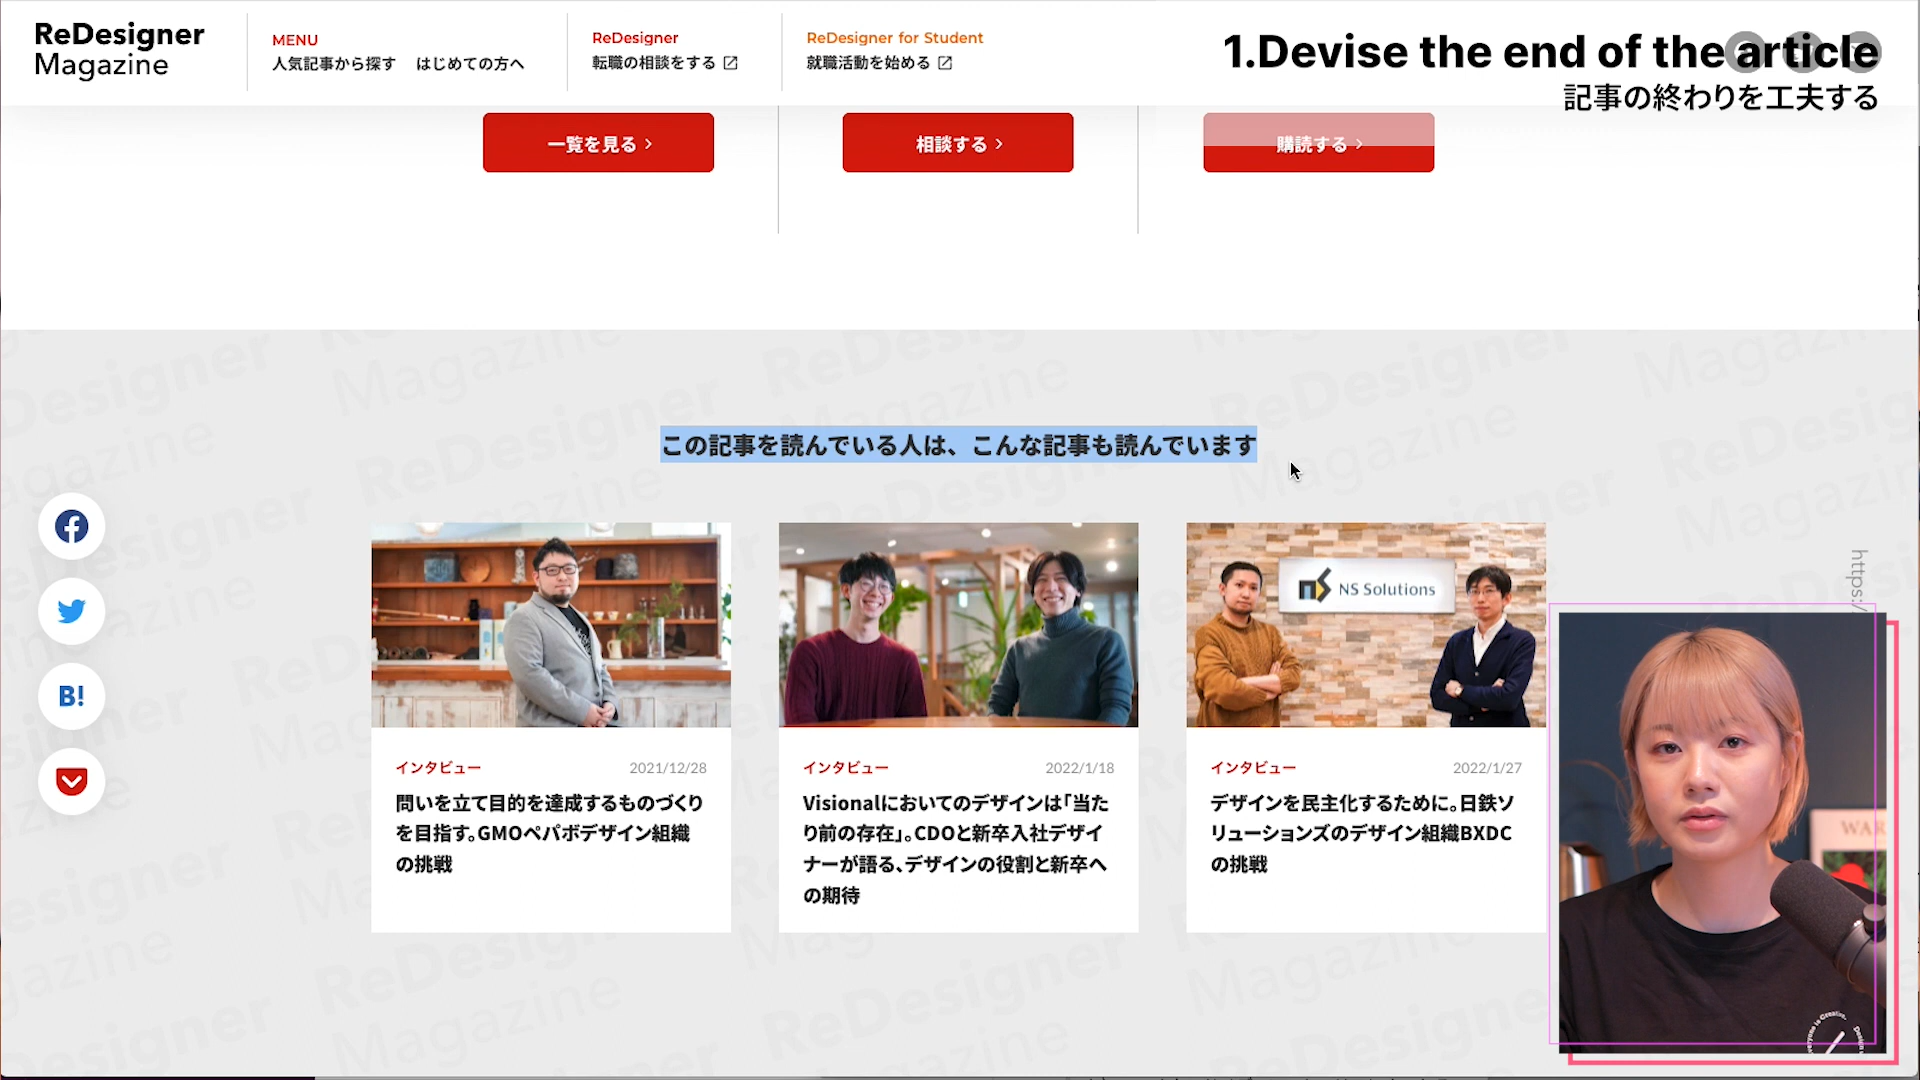 ReDesigner
Magazine
MENU
人気記事から探す はじめての方へ
ReDesigner
転職の相談をする
ReDesigner for Student
就職活動を始める
1.Devise the end of the article
記事の終わりを工夫する
一覧を見る
相談する
購読する
この記事を読んでいる人は、こんな記事も読んでいます
B!
NS Solutions
インタビュー 2021/12/28
問いを立て目的を達成するものづくり
を目指す。GMOペパボデザイン組織
の挑戦
インタビュー 2022/1/18
Visionalにおいてのデザインは「当た
り前の存在」。CDOと新卒入社デザイ
ナーが語る、デザインの役割と新卒へ
の期待
インタビュー 2022/1/27
デザインを民主化するために。日鉄ソ
リューションズのデザイン組織BXDC
の挑戦
https:/
WAR
ReDesigner
Magazine